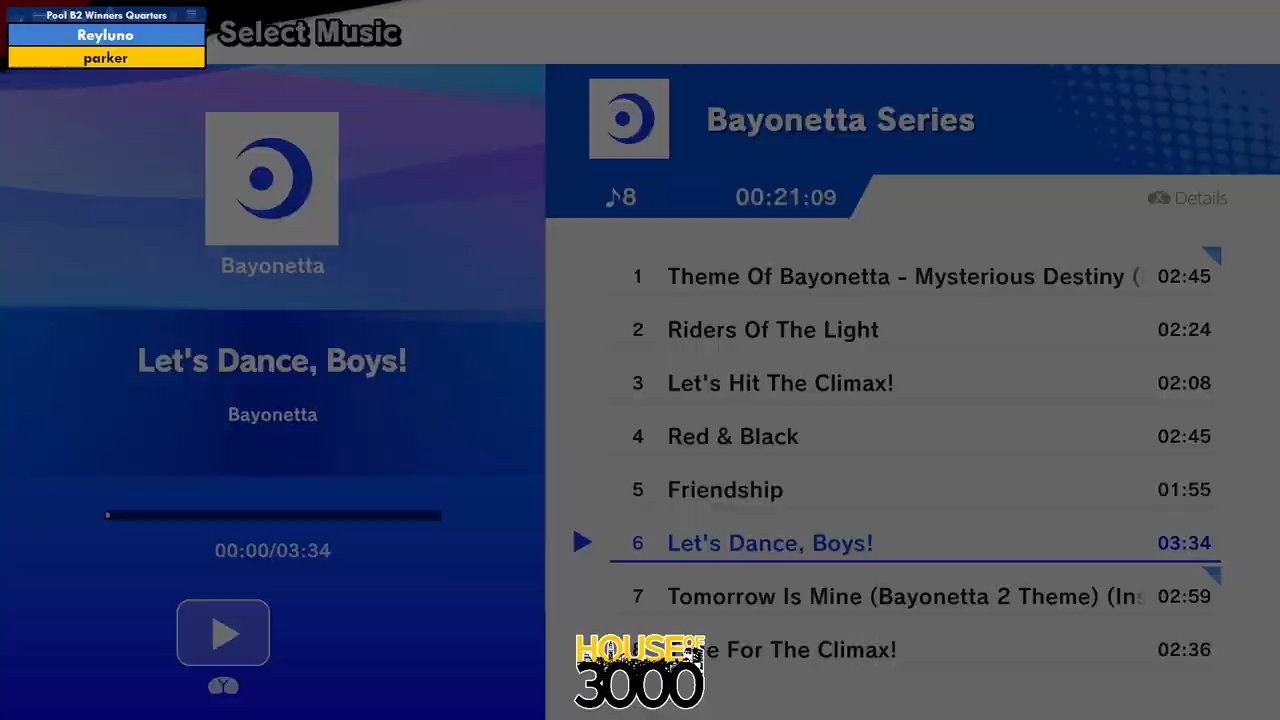 Pool B2 Winners Quarters
Reyluno
parker
Select Music
Bayonetta
Let's Dance, Boys!
Bayonetta
00:00/03:34
Y
Bayonetta Series
♪8 00:21:09
X Details
1 Theme Of Bayonetta - Mysterious Destiny ( 02:45
2 Riders Of The Light 02:24
3 Let's Hit The Climax! 02:08
4 Red & Black 02:45
5 Friendship 01:55
6 Let's Dance, Boys! 03:34
7 Tomorrow Is Mine (Bayonetta 2 Theme) (Ins 02:59
For The Climax! 02:36
HOUSE OF
3000